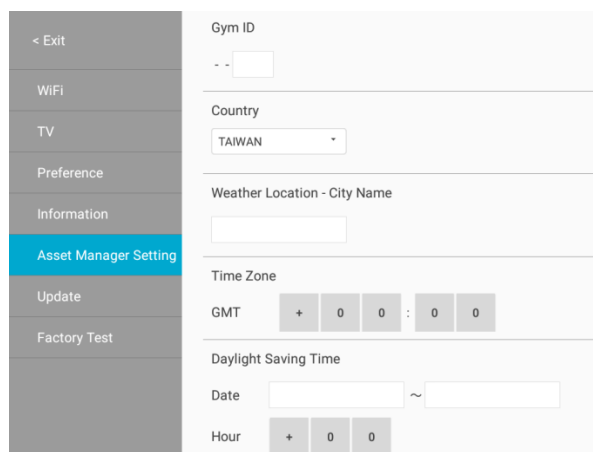 < Exit
WiFi
TV
Preference
Information
Asset Manager Setting
Update
Factory Test
Gym ID
- -
Country
TAIWAN
Weather Location - City Name
Time Zone
GMT + 0 0 : 0 0
Daylight Saving Time
Date ～
Hour + 0 0